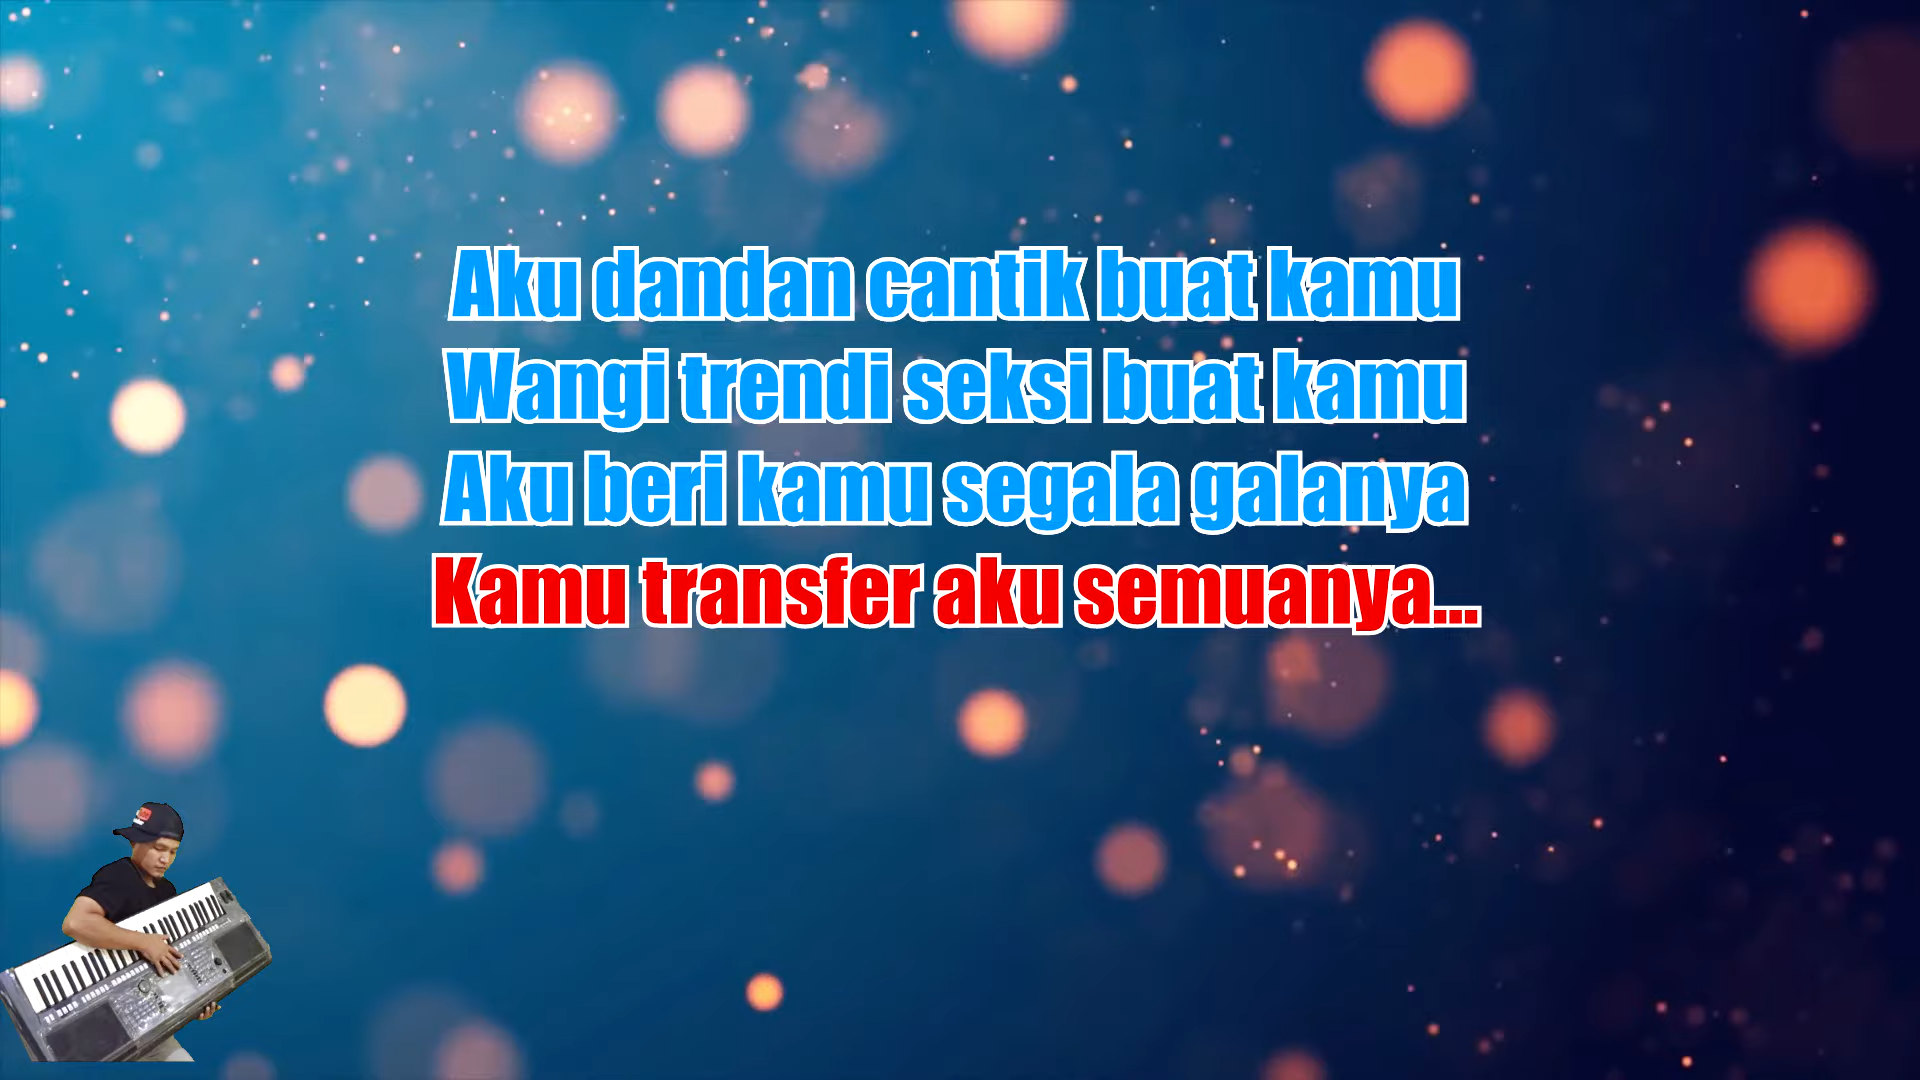 Aku dandan cantik buat kamu
Wangi trendi seksi buat kamu
Aku beri kamu segala galanya
Kamu transfer aku semuanya...